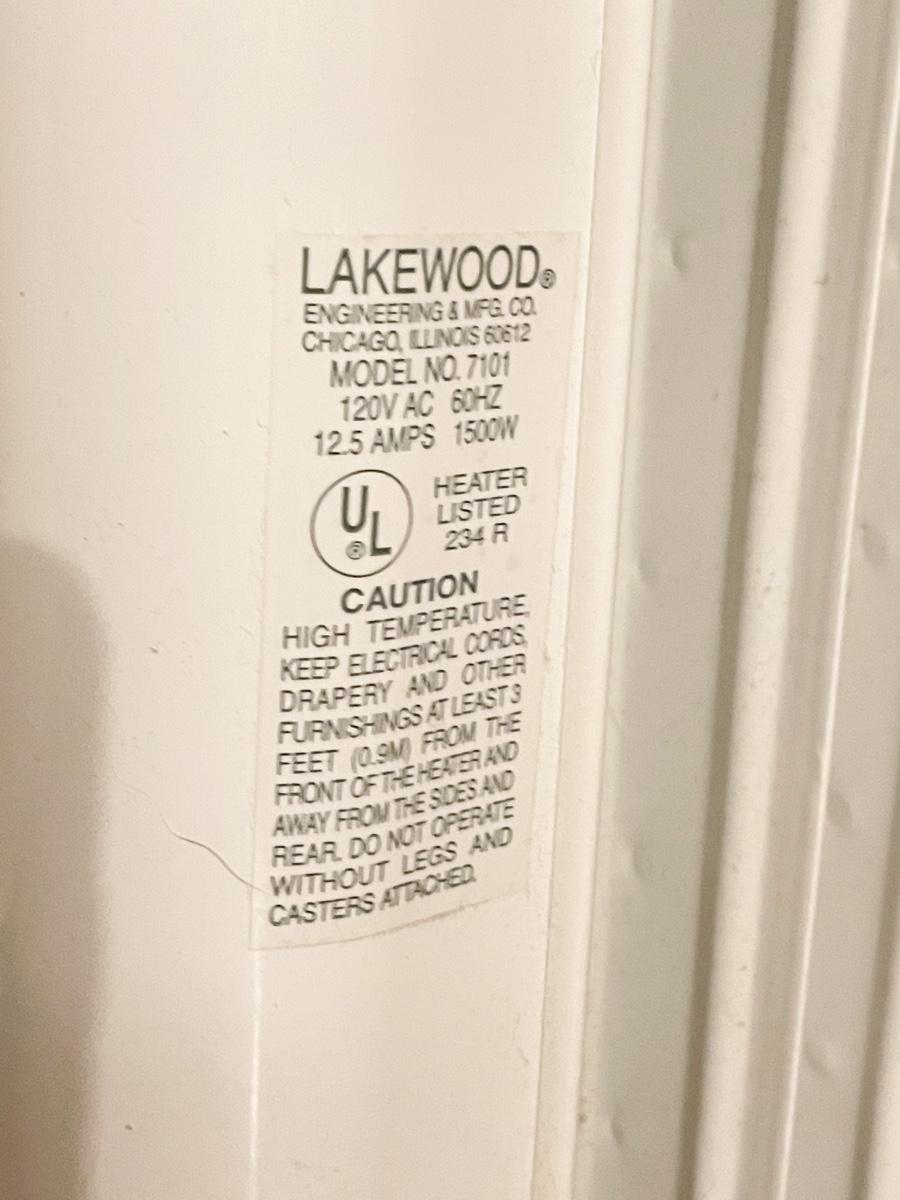 LAKEWOOD®
ENGINEERING & MFG. CO.
CHICAGO, ILLINOIS 60612
MODEL NO. 7101
120V AC 60HZ
12.5 AMPS 1500W
UL®
HEATER
LISTED
234 R
CAUTION
HIGH TEMPERATURE,
KEEP ELECTRICAL CORDS,
DRAPERY AND OTHER
FURNISHINGS AT LEAST 3
FEET (0.9M) FROM THE
FRONT OF THE HEATER AND
AWAY FROM THE SIDES AND
REAR. DO NOT OPERATE
WITHOUT LEGS AND
CASTERS ATTACHED.